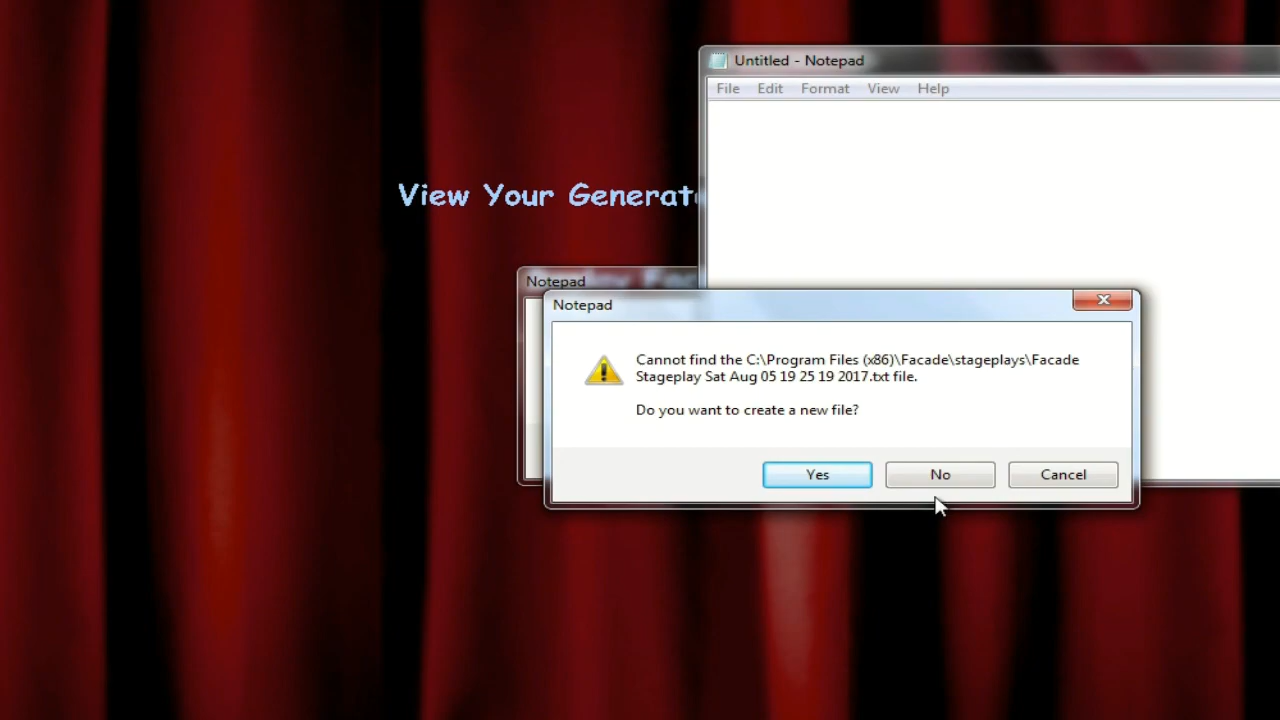 Untitled - Notepad
File Edit Format View Help
View Your
Notepad
Notepad
Cannot find the C:\Program Files (x86)\Facade\stageplays\Facade
Stageplay Sat Aug 05 19 25 19 2017.txt file.
Do you want to create a new file?
Yes No Cancel